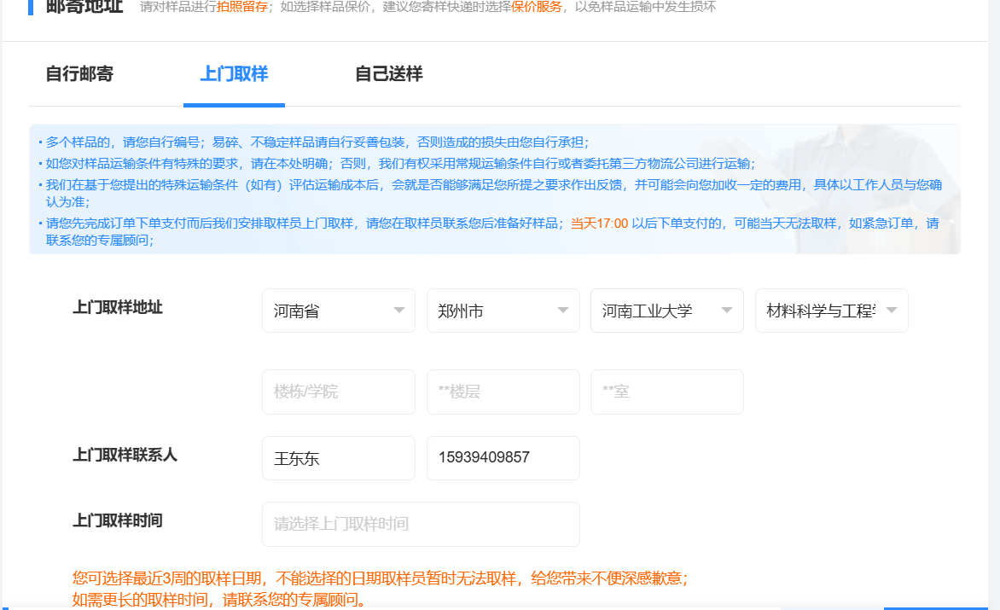 邮寄地址 请对样品进行拍照留存；如选择样品保价，建议您寄样快递时选择保价服务，以免样品运输中发生损坏
自行邮寄 上门取样 自己送样
· 多个样品的，请您自行编号；易碎、不稳定样品请自行妥善包装，否则造成的损失由您自行承担；
· 如您对样品运输条件有特殊的要求，请在本处明确；否则，我们有权采用常规运输条件自行或者委托第三方物流公司进行运输；
· 我们在基于您提出的特殊运输条件（如有）评估运输成本后，会就是否能够满足您所提之要求作出反馈，并可能会向您加收一定的费用，具体以工作人员与您确
认为准；
· 请您先完成订单下单支付而后我们安排取样员上门取样，请您在取样员联系您后准备好样品；当天17:00 以后下单支付的，可能当天无法取样，如紧急订单，请
联系您的专属顾问；
上门取样地址 河南省 郑州市 河南工业大学 材料科学与工程
楼栋/学院 **楼层 **室
上门取样联系人 王东东 15939409857
上门取样时间 请选择上门取样时间
您可选择最近3周的取样日期，不能选择的日期取样员暂时无法取样，给您带来不便深感歉意；
如需更长的取样时间，请联系您的专属顾问。